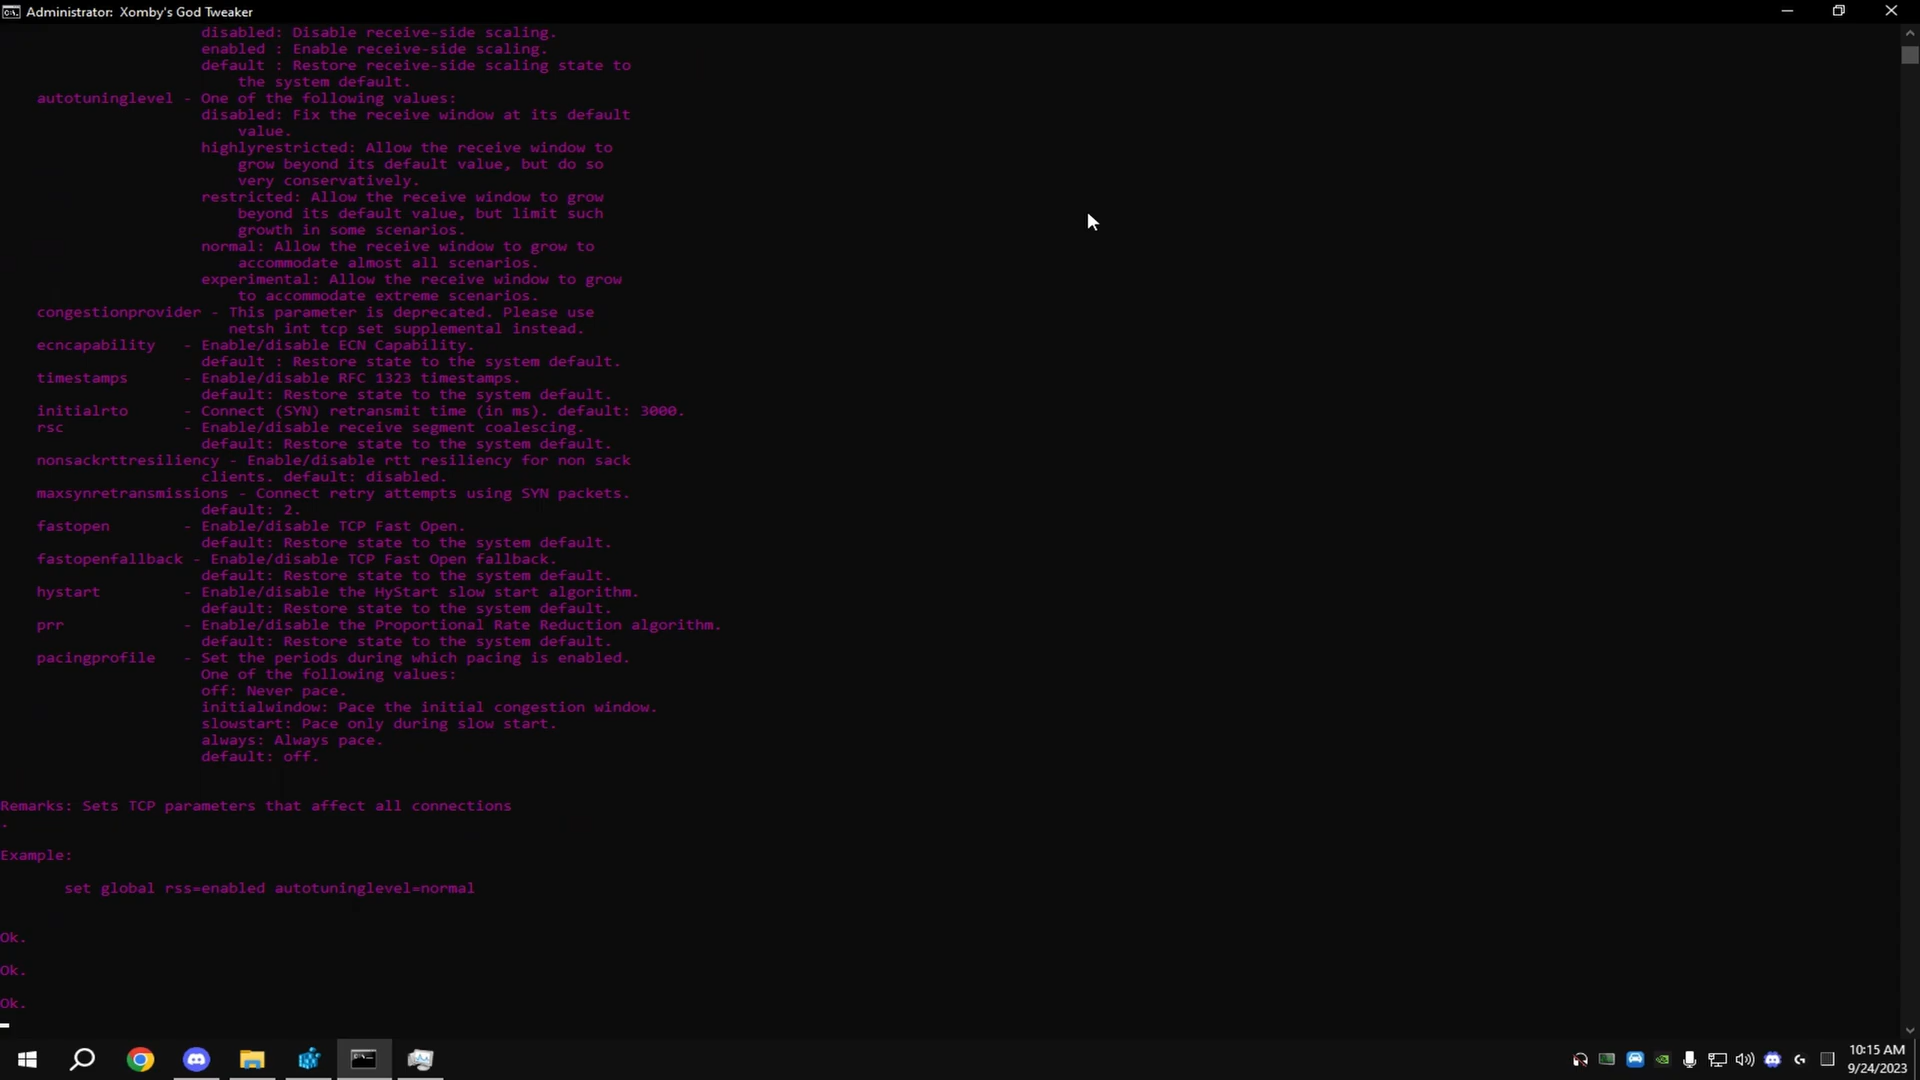 Administrator: Xomby's God Tweaker
disabled: Disable receive-side scaling.
enabled : Enable receive-side scaling.
default : Restore receive-side scaling state to
the system default.
autotuninglevel - One of the following values:
disabled: Fix the receive window at its default
value.
highlyrestricted: Allow the receive window to
grow beyond its default value, but do so
very conservatively.
restricted: Allow the receive window to grow
beyond its default value, but limit such
growth in some scenarios.
normal: Allow the receive window to grow to
accommodate almost all scenarios.
experimental: Allow the receive window to grow
to accommodate extreme scenarios.
congestionprovider - This parameter is deprecated. Please use
netsh int tcp set supplemental instead.
ecncapability - Enable/disable ECN Capability.
default : Restore state to the system default.
timestamps - Enable/disable RFC 1323 timestamps.
default: Restore state to the system default.
initialrto - Connect (SYN) retransmit time (in ms). default: 3000.
rsc - Enable/disable receive segment coalescing.
default: Restore state to the system default.
nonsackrttresiliency - Enable/disable rtt resiliency for non sack
clients. default: disabled.
maxsynretransmissions - Connect retry attempts using SYN packets.
default: 2.
fastopen - Enable/disable TCP Fast Open.
default: Restore state to the system default.
fastopenfallback - Enable/disable TCP Fast Open fallback.
default: Restore state to the system default.
hystart - Enable/disable the HyStart slow start algorithm.
default: Restore state to the system default.
prr - Enable/disable the Proportional Rate Reduction algorithm.
default: Restore state to the system default.
pacingprofile - Set the periods during which pacing is enabled.
One of the following values:
off: Never pace.
initialwindow: Pace the initial congestion window.
slowstart: Pace only during slow start.
always: Always pace.
default: off.
Remarks: Sets TCP parameters that affect all connections
.
Example:
set global rss=enabled autotuninglevel=normal
Ok.
Ok.
Ok.
10:15 AM
9/24/2023